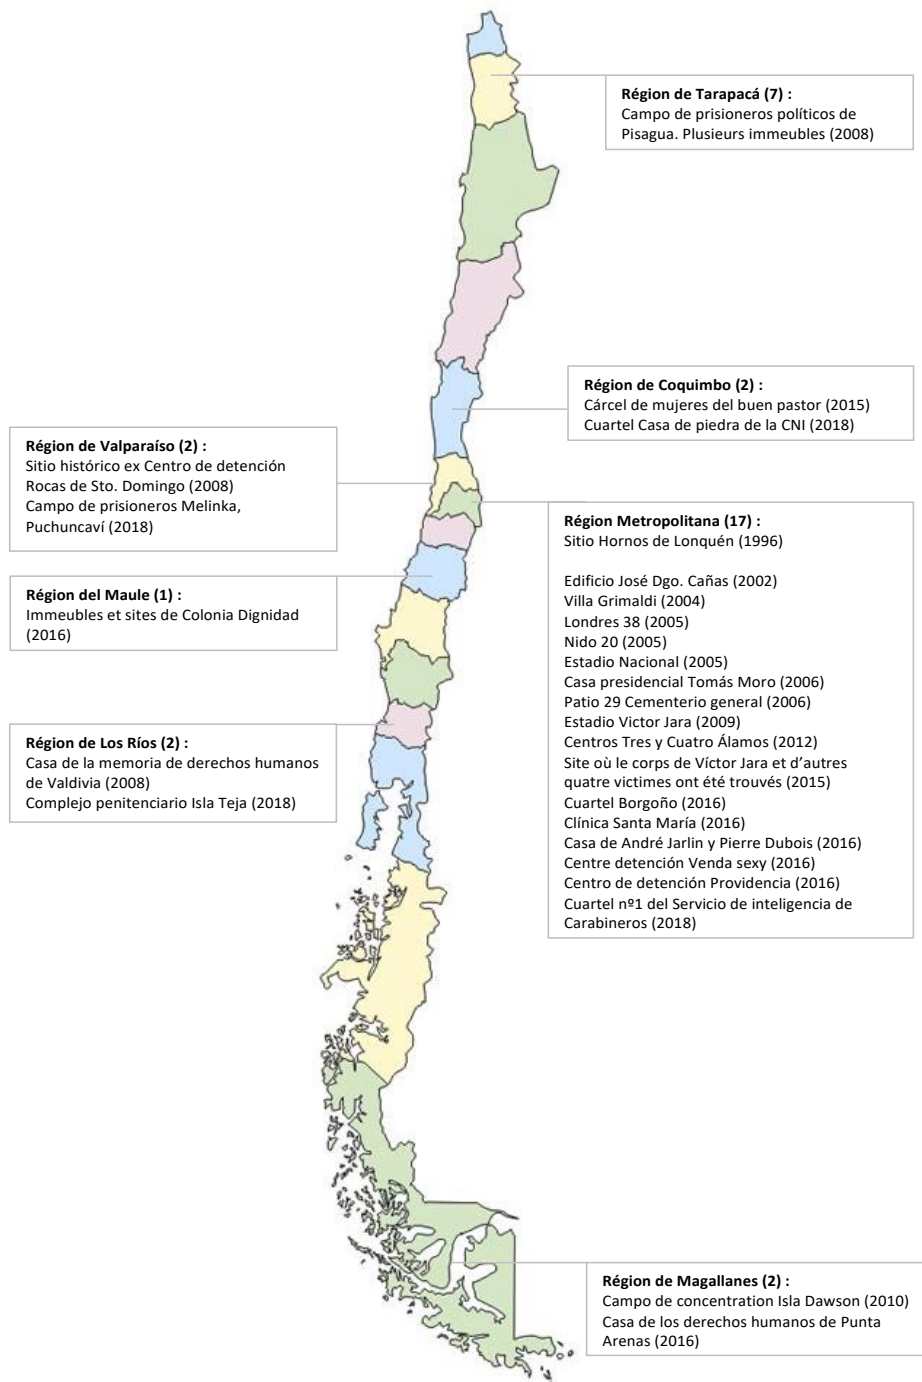 Région de Tarapacá (7) :
Campo de prisioneros políticos de
Pisagua. Plusieurs immeubles (2008)
Région de Coquimbo (2) :
Cárcel de mujeres del buen pastor (2015)
Cuartel Casa de piedra de la CNI (2018)
Région de Valparaíso (2) :
Sitio histórico ex Centro de detención
Rocas de Sto. Domingo (2008)
Campo de prisioneros Melinka,
Puchuncaví (2018)
Région Metropolitana (17) :
Sitio Hornos de Lonquén (1996)
Edificio José Dgo. Cañas (2002)
Villa Grimaldi (2004)
Londres 38 (2005)
Nido 20 (2005)
Estadio Nacional (2005)
Casa presidencial Tomás Moro (2006)
Patio 29 Cementerio general (2006)
Estadio Victor Jara (2009)
Centros Tres y Cuatro Álamos (2012)
Site où le corps de Víctor Jara et d'autres
quatre victimes ont été trouvés (2015)
Cuartel Borgoño (2016)
Clínica Santa María (2016)
Casa de André Jarlin y Pierre Dubois (2016)
Centre detención Venda sexy (2016)
Centro de detención Providencia (2016)
Cuartel nº1 del Servicio de inteligencia de
Carabineros (2018)
Région del Maule (1) :
Immeubles et sites de Colonia Dignidad
(2016)
Région de Los Ríos (2) :
Casa de la memoria de derechos humanos
de Valdivia (2008)
Complejo penitenciario Isla Teja (2018)
Région de Magallanes (2) :
Campo de concentration Isla Dawson (2010)
Casa de los derechos humanos de Punta
Arenas (2016)